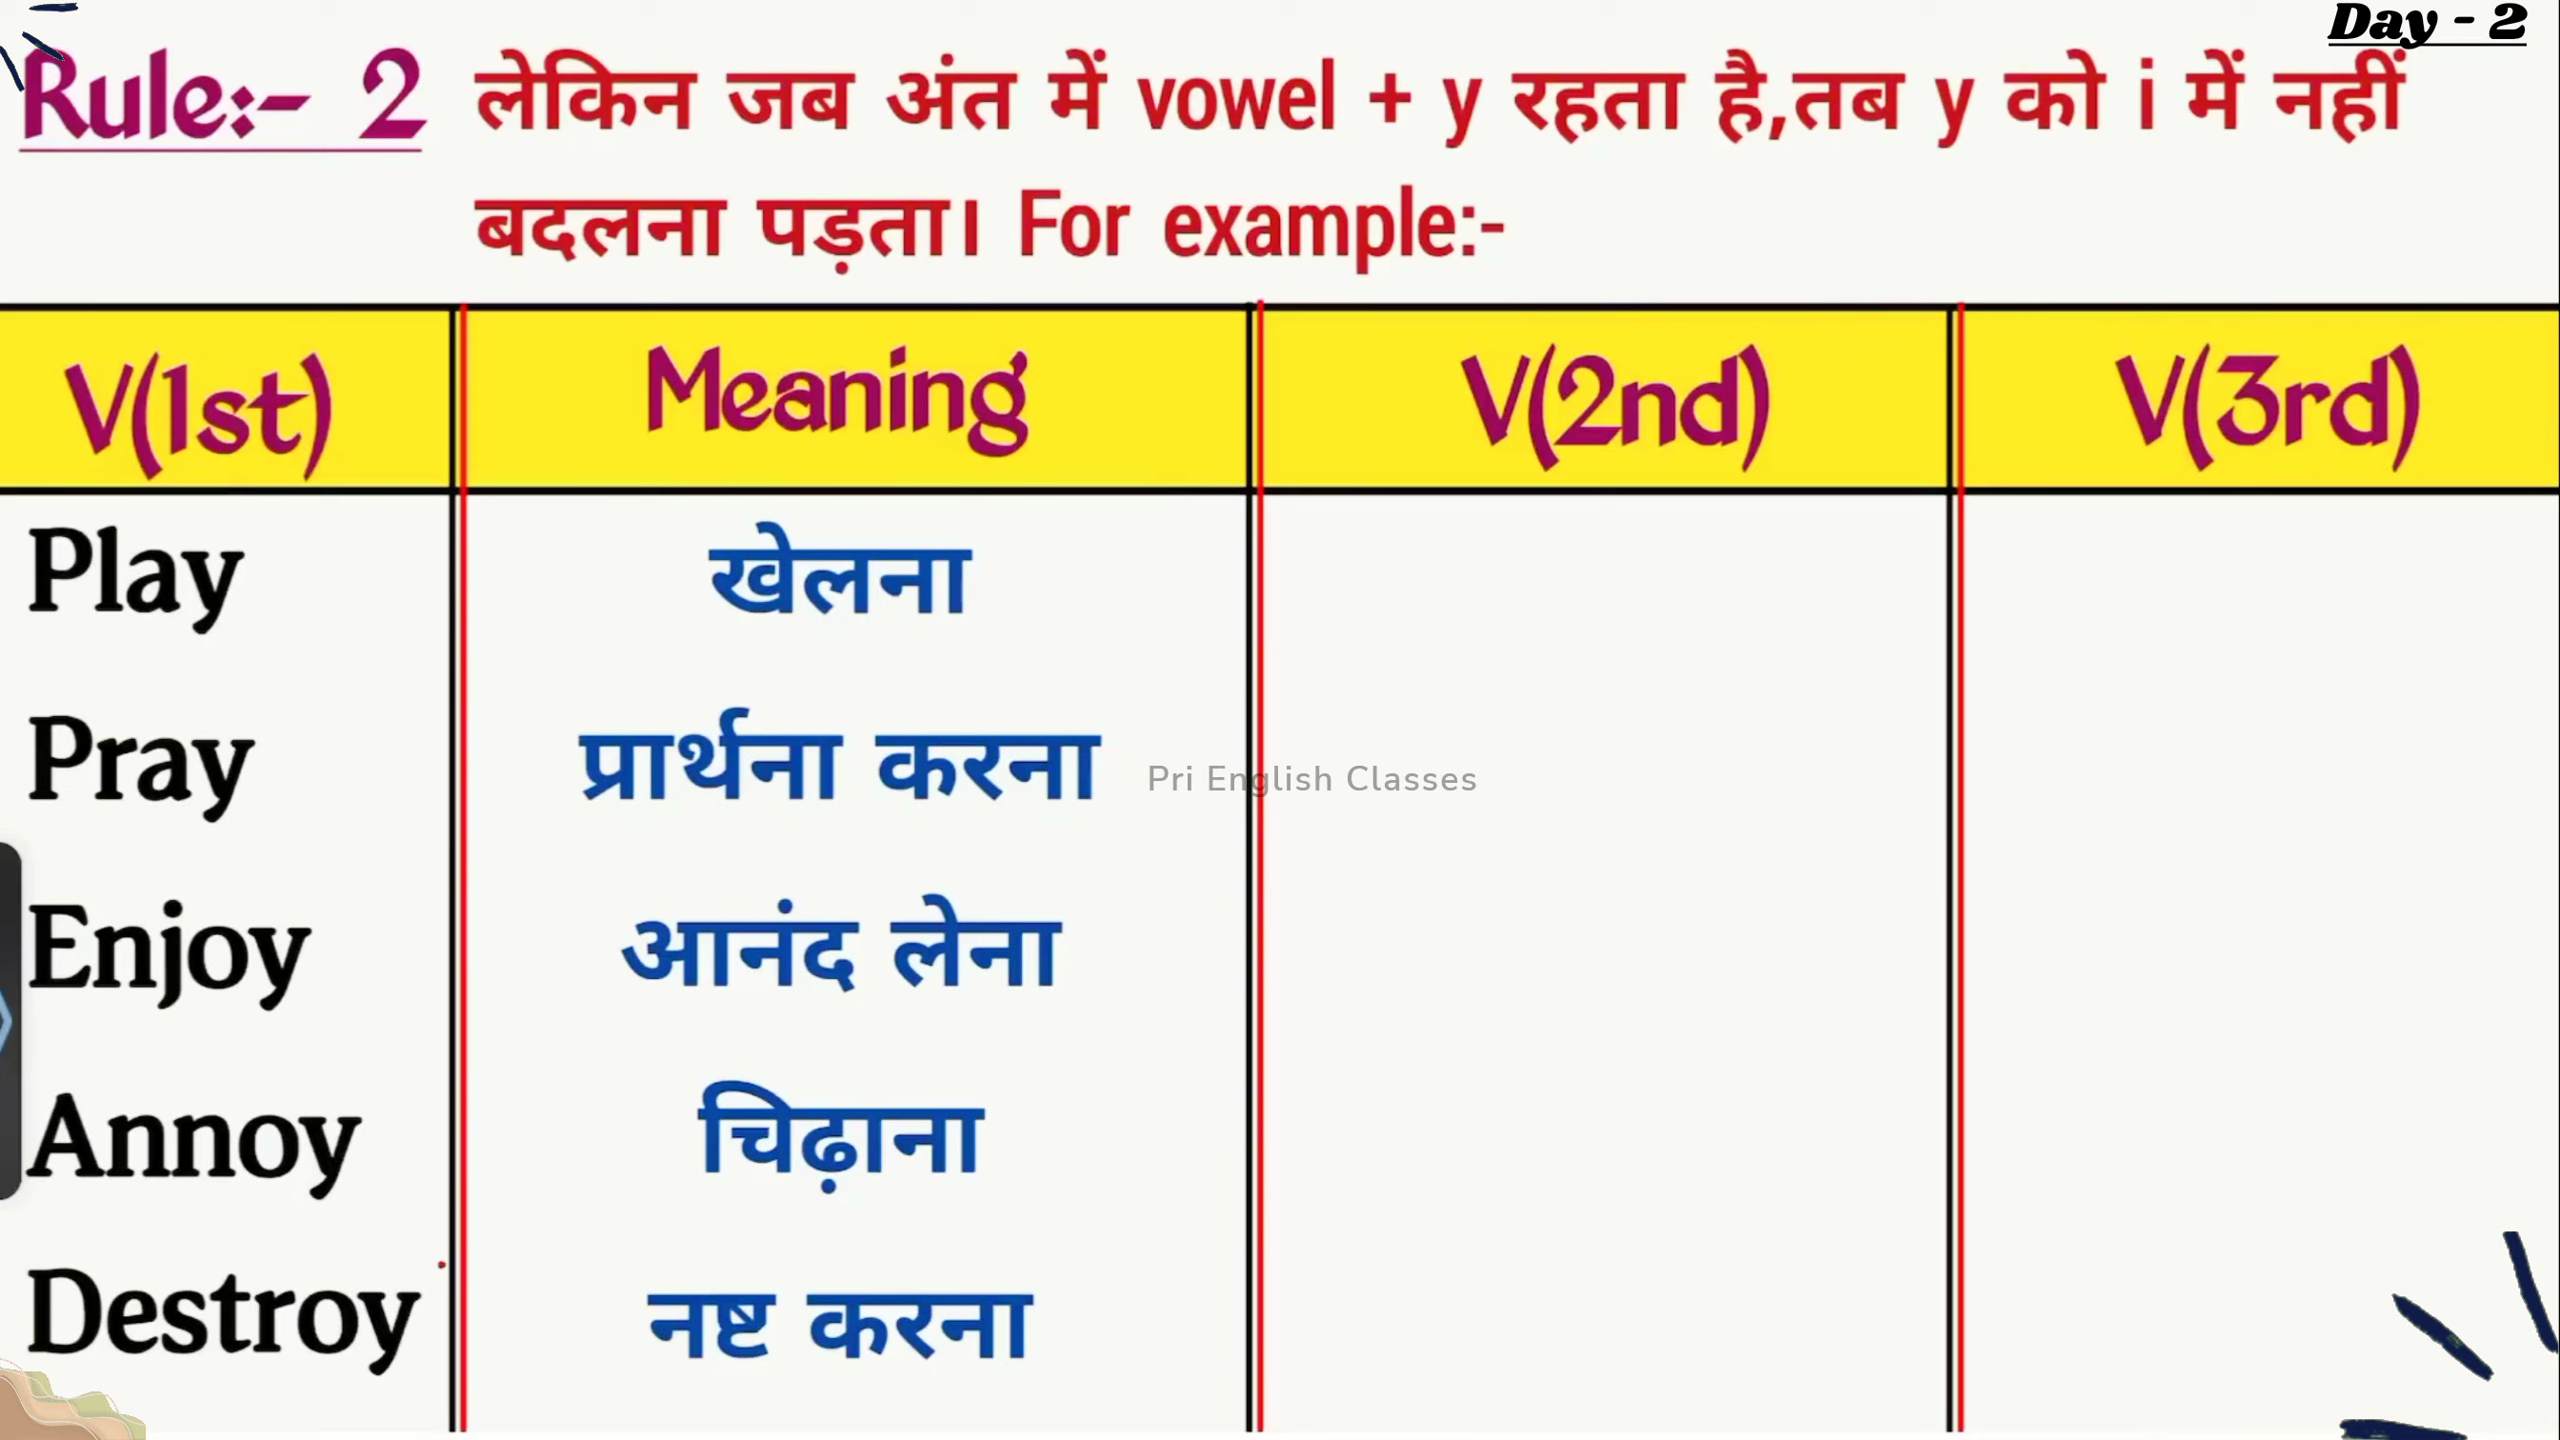 Day - 2
Rule:- 2 लेकिन जब अंत में vowel + y रहता है,तब y को i में नहीं
बदलना पड़ता। For example:-
V(1st) Meaning V(2nd) V(3rd)
Play खेलना
Pray प्रार्थना करना
Pri English Classes
Enjoy आनंद लेना
Annoy चिढ़ाना
Destroy नष्ट करना